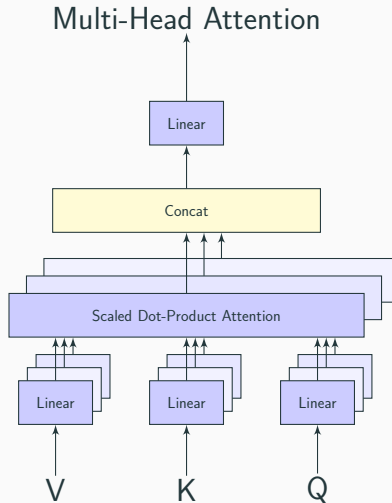 Multi-Head Attention
Linear
Concat
Scaled Dot-Product Attention
Linear Linear Linear
V K Q